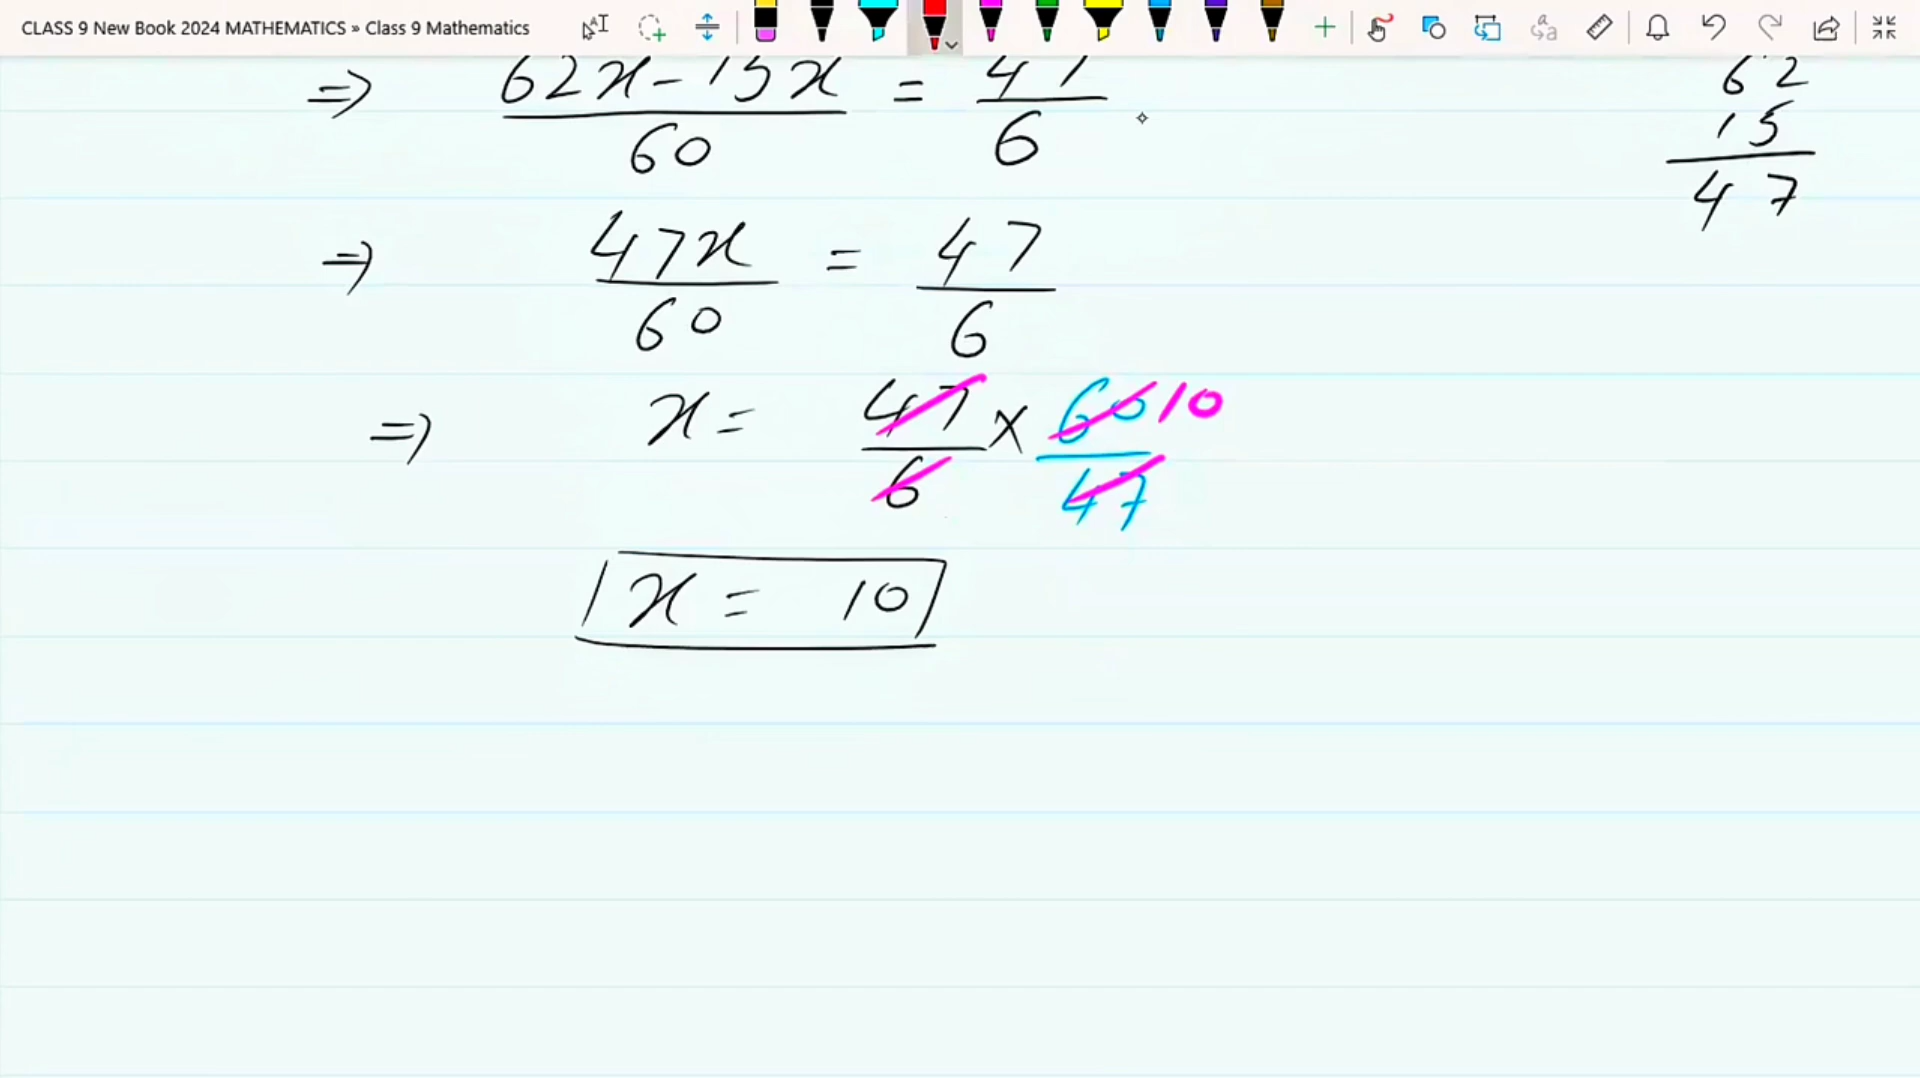 CLASS 9 New Book 2024 MATHEMATICS » Class 9 Mathematics
=> 62x - 15x / 60 = 47 / 6
62
15
47
=> 47x / 60 = 47 / 6
=> x = 47 / 6 × 60 / 47 10
x = 10